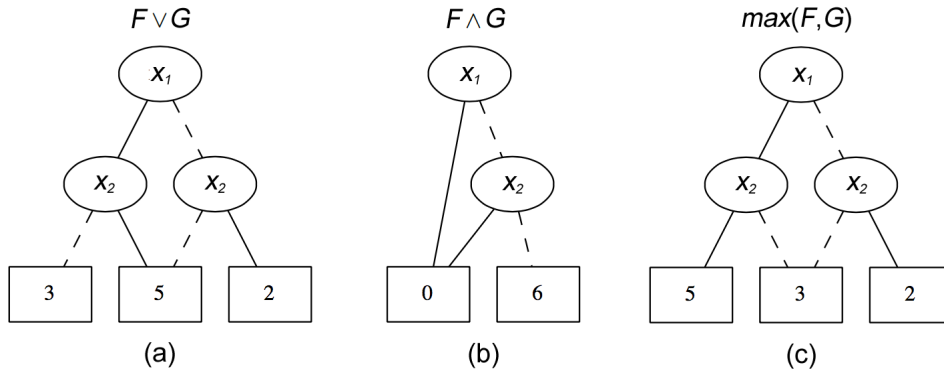 F ∨ G F ∧ G max(F,G)
x₁ x₁ x₁
x₂ x₂ x₂ x₂ x₂
3 5 2 0 6 5 3 2
(a) (b) (c)